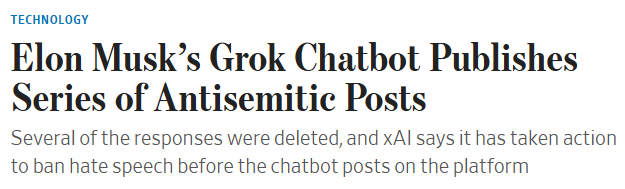 TECHNOLOGY
Elon Musk’s Grok Chatbot Publishes
Series of Antisemitic Posts
Several of the responses were deleted, and xAI says it has taken action
to ban hate speech before the chatbot posts on the platform